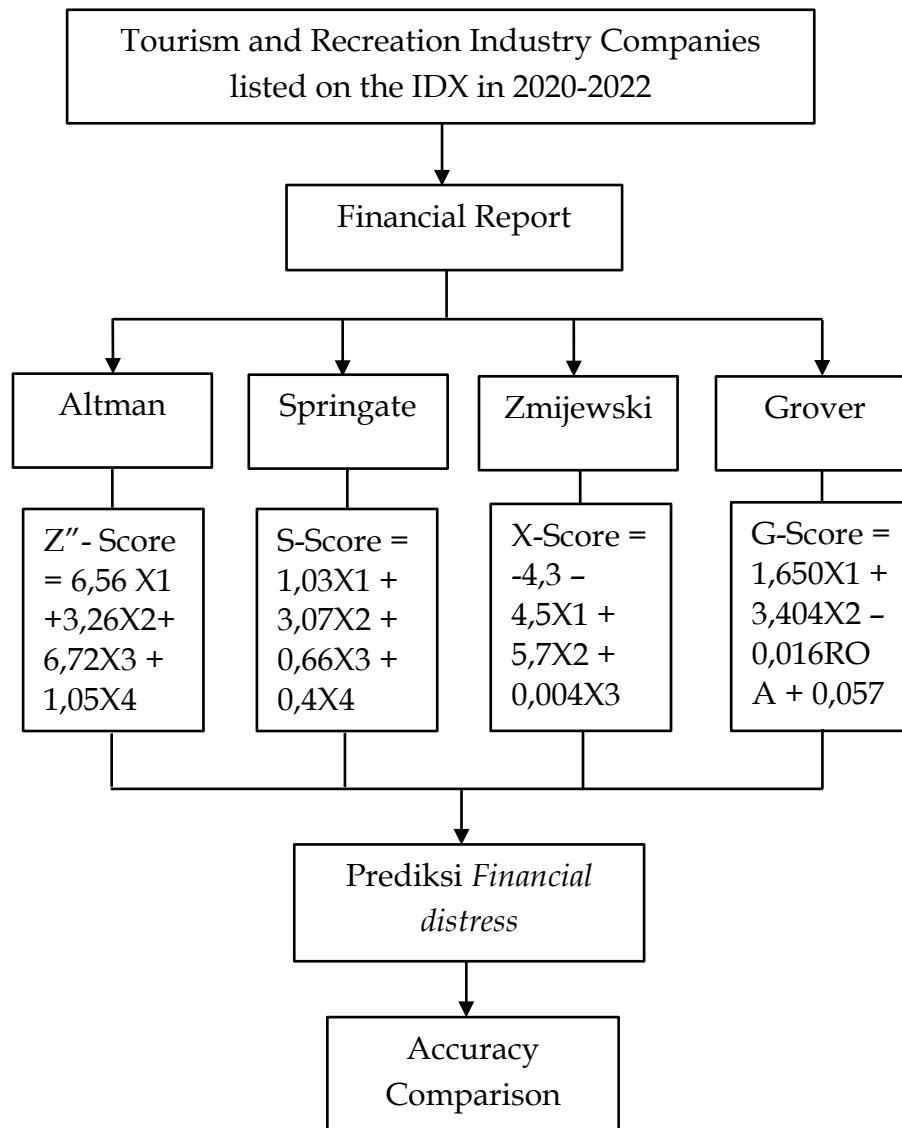 Tourism and Recreation Industry Companies
listed on the IDX in 2020-2022
Financial Report
Altman
Springate
Zmijewski
Grover
Z”- Score
= 6,56 X1
+3,26X2+
6,72X3 +
1,05X4
S-Score =
1,03X1 +
3,07X2 +
0,66X3 +
0,4X4
X-Score =
-4,3 –
4,5X1 +
5,7X2 +
0,004X3
G-Score =
1,650X1 +
3,404X2 –
0,016RO
A + 0,057
Prediksi Financial
distress
Accuracy
Comparison